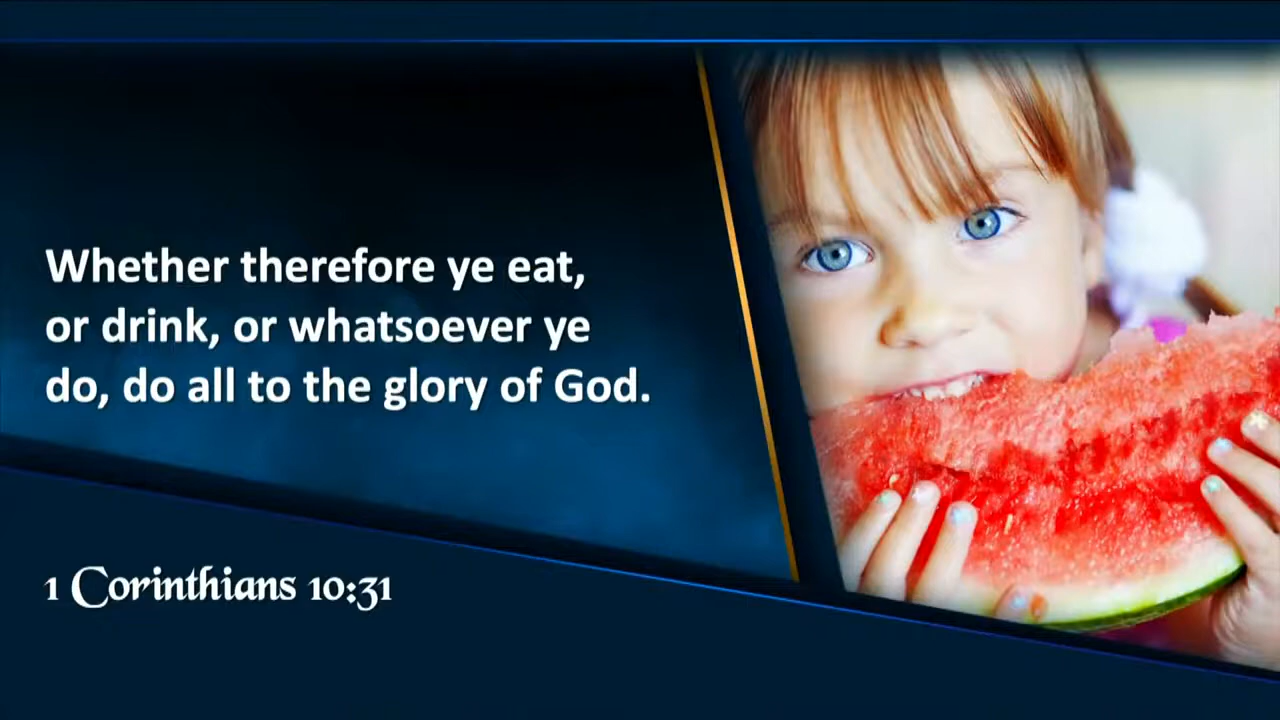 Whether therefore ye eat,
or drink, or whatsoever ye
do, do all to the glory of God.
1 Corinthians 10:31